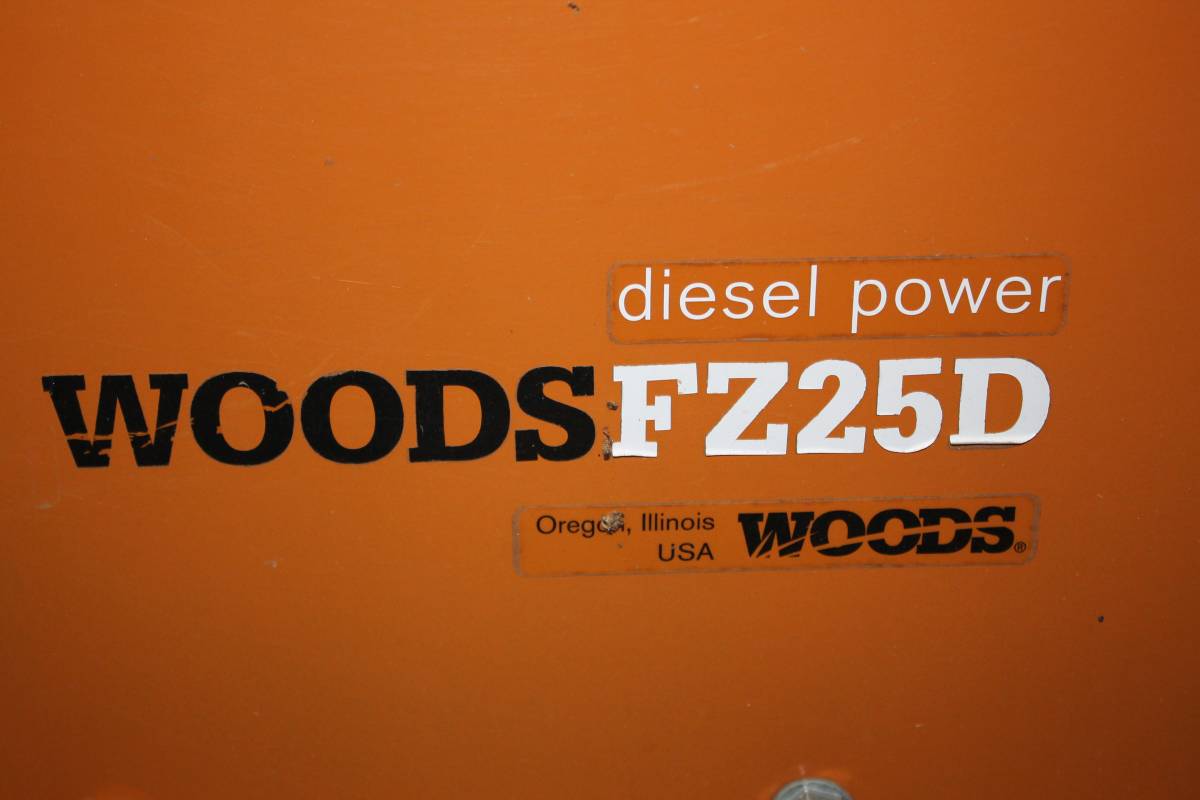 diesel power
WOODS FZ25D
Oregon, Illinois
USA
WOODS®